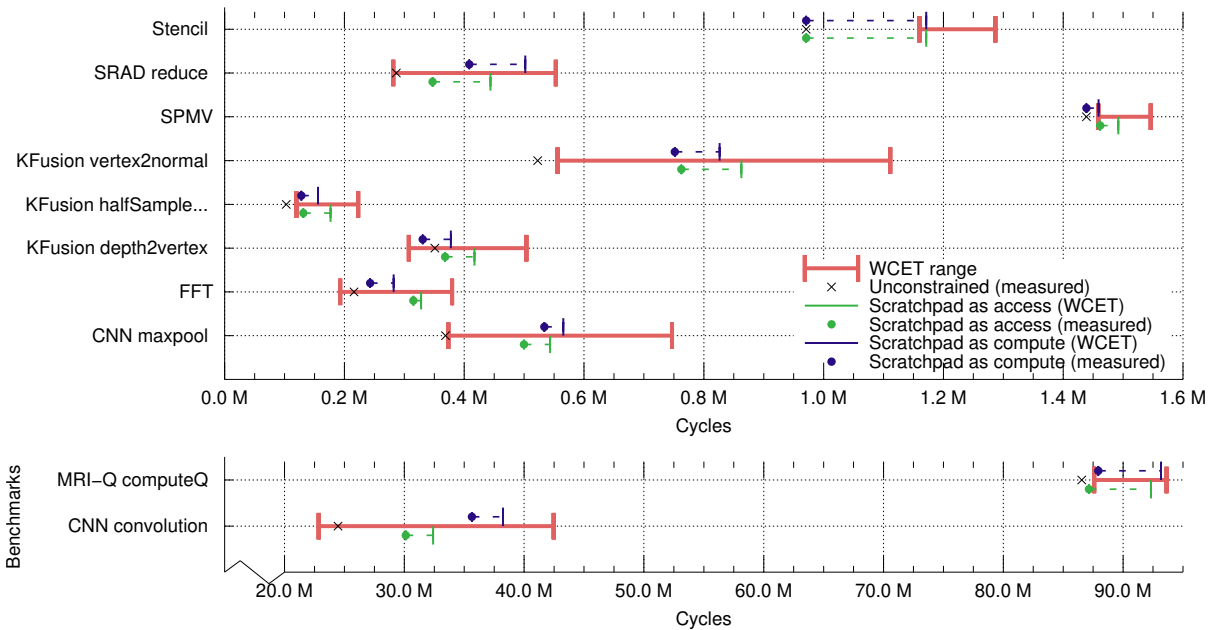 Stencil
SRAD reduce
SPMV
KFusion vertex2normal
KFusion halfSample...
KFusion depth2vertex
FFT
CNN maxpool
WCET range
Unconstrained (measured)
Scratchpad as access (WCET)
Scratchpad as access (measured)
Scratchpad as compute (WCET)
Scratchpad as compute (measured)
0.0 M 0.2 M 0.4 M 0.6 M 0.8 M 1.0 M 1.2 M 1.4 M 1.6 M
Cycles
Benchmarks
MRI−Q computeQ
CNN convolution
20.0 M 30.0 M 40.0 M 50.0 M 60.0 M 70.0 M 80.0 M 90.0 M
Cycles